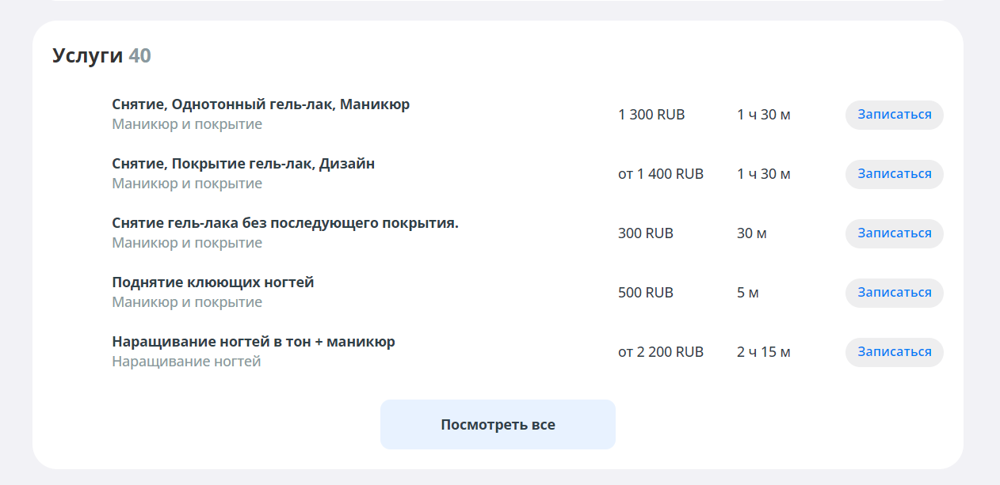 Услуги 40
Снятие, Однотонный гель-лак, Маникюр
Маникюр и покрытие
1 300 RUB
1 ч 30 м
Записаться
Снятие, Покрытие гель-лак, Дизайн
Маникюр и покрытие
от 1 400 RUB
1 ч 30 м
Записаться
Снятие гель-лака без последующего покрытия.
Маникюр и покрытие
300 RUB
30 м
Записаться
Поднятие клюющих ногтей
Маникюр и покрытие
500 RUB
5 м
Записаться
Наращивание ногтей в тон + маникюр
Наращивание ногтей
от 2 200 RUB
2 ч 15 м
Записаться
Посмотреть все